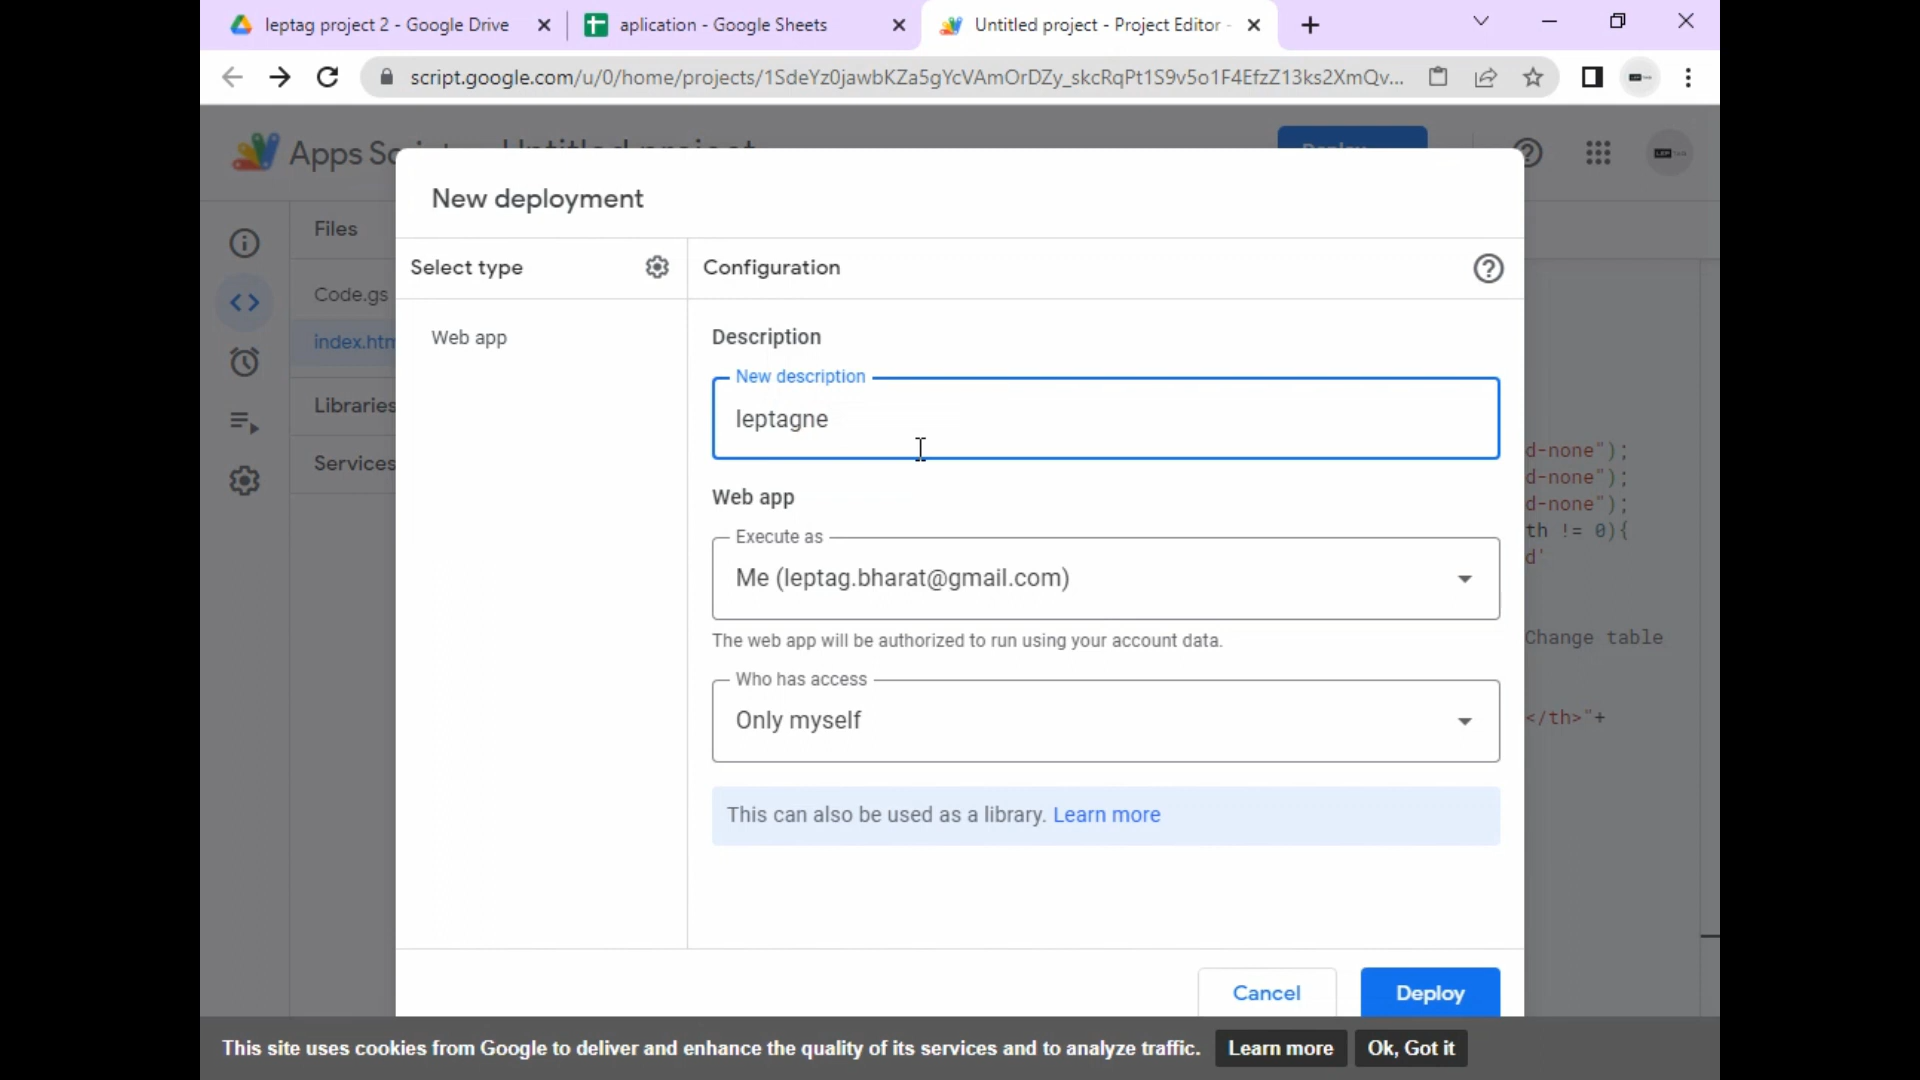 leptag project 2 - Google Drive
aplication - Google Sheets
Untitled project - Project Editor -
script.google.com/u/0/home/projects/1SdeYz0jawbKZa5gYcVAmOrDZy_skcRqPt1S9v5o1F4EfzZ13ks2XmQv...
Apps Script
Untitled project
Deploy
New deployment
Files
Select type
Configuration
Code.gs
Description
index.htm
Web app
New description
Libraries
leptagne
d-none");
Services
d-none");
Web app
d-none");
th != 0){
Execute as
d'
Me (leptag.bharat@gmail.com)
The web app will be authorized to run using your account data.
Change table
Who has access
Only myself
</th>"+
This can also be used as a library. Learn more
Cancel
Deploy
This site uses cookies from Google to deliver and enhance the quality of its services and to analyze traffic.
Learn more
Ok, Got it